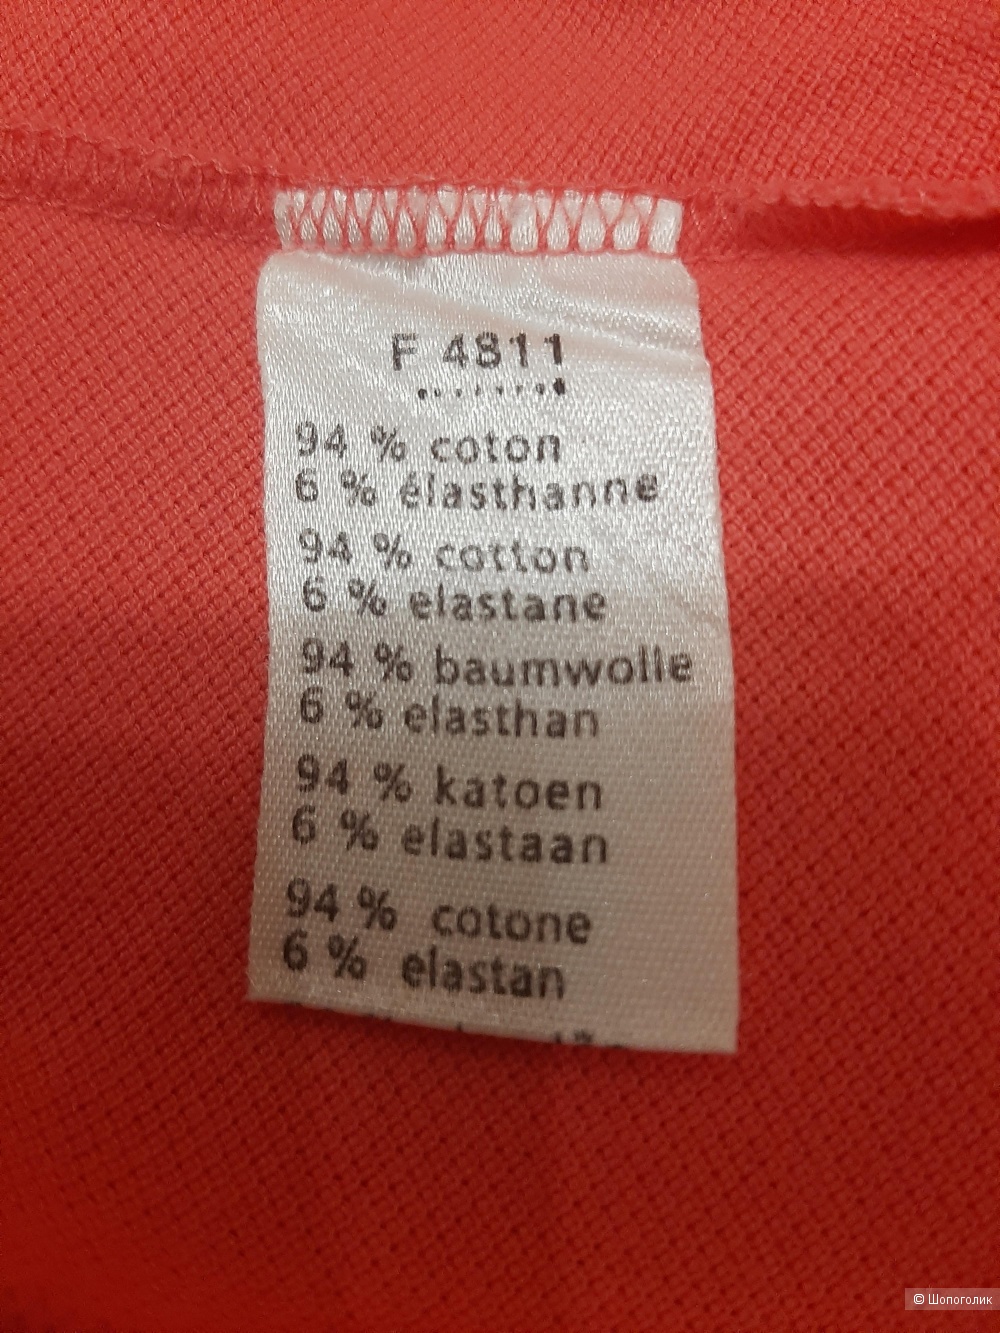 F 4811
94 % coton
6 % élasthanne
94 % cotton
6 % elastane
94 % baumwolle
6 % elasthan
94 % katoen
6 % elastaan
94 % cotone
6 % elastan
© Шопоголик